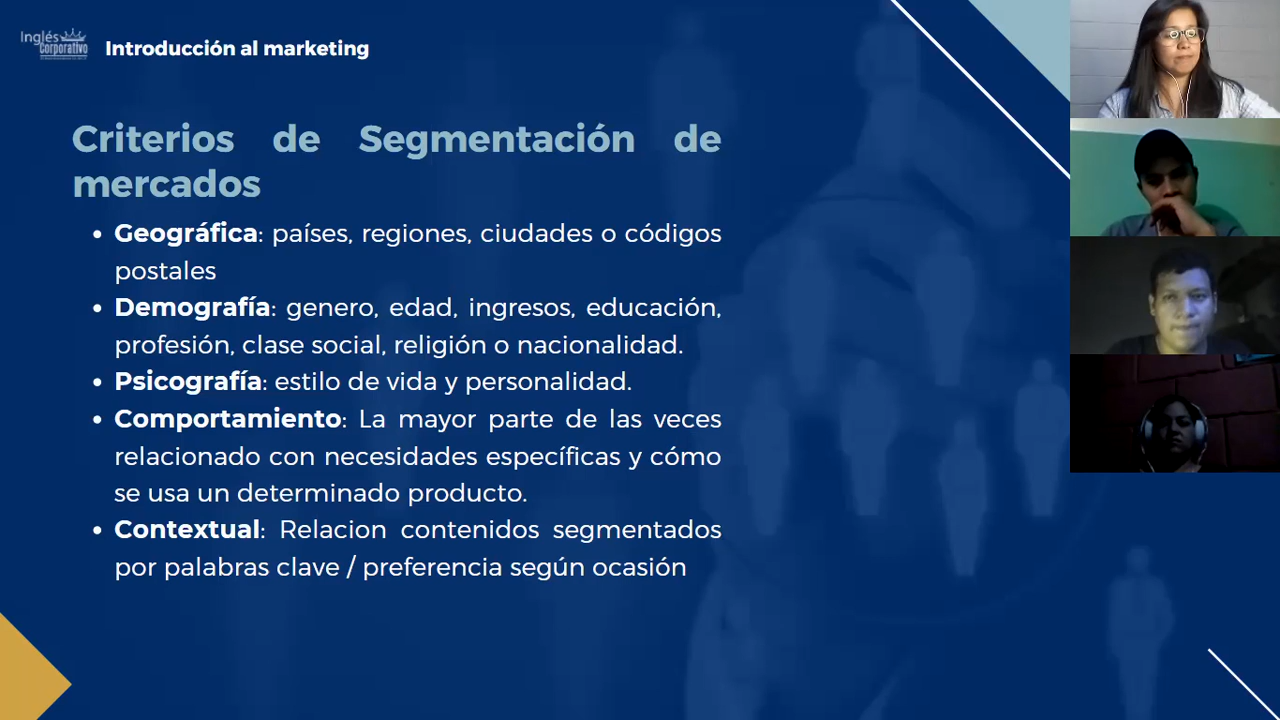 Inglés
Corporativo
Introducción al marketing
Criterios de Segmentación de
mercados
• Geográfica: países, regiones, ciudades o códigos
postales
• Demografía: genero, edad, ingresos, educación,
profesión, clase social, religión o nacionalidad.
• Psicografía: estilo de vida y personalidad.
• Comportamiento: La mayor parte de las veces
relacionado con necesidades específicas y cómo
se usa un determinado producto.
• Contextual: Relacion contenidos segmentados
por palabras clave / preferencia según ocasión